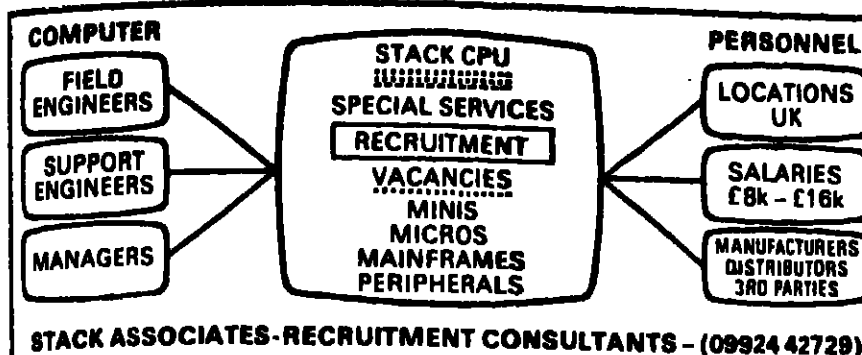 COMPUTER
FIELD
ENGINEERS
SUPPORT
ENGINEERS
MANAGERS
STACK CPU
SPECIAL SERVICES
RECRUITMENT
VACANCIES
MINIS
MICROS
MAINFRAMES
PERIPHERALS
PERSONNEL
LOCATIONS
UK
SALARIES
£8k – £16k
MANUFACTURERS
DISTRIBUTORS
3RD PARTIES
STACK ASSOCIATES-RECRUITMENT CONSULTANTS – (09924 42729)